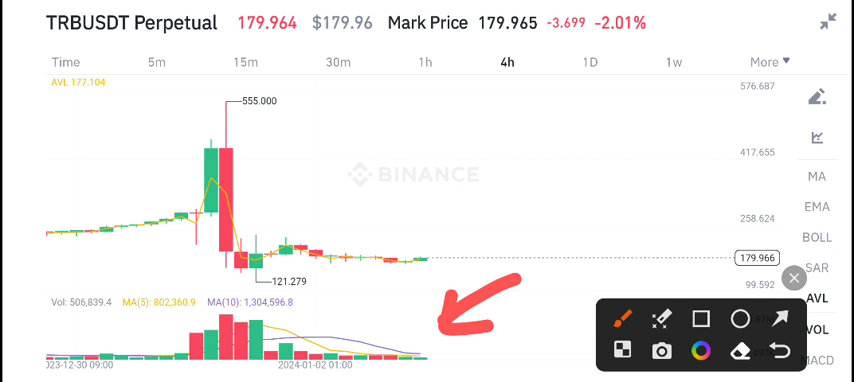 TRBUSDT Perpetual 179.964 $179.96 Mark Price 179.965 -3.699 -2.01%
Time 5m 15m 30m 1h 4h 1D 1w More
AVL 177.104
576.687
555.000
417.655
BINANCE
MA
EMA
258.624
BOLL
179.966
SAR
121.279
99.592
AVL
Vol: 506,839.4 MA(5): 802,360.9 MA(10): 1,304,596.8
VOL
MACD
2024-01-02 01:00